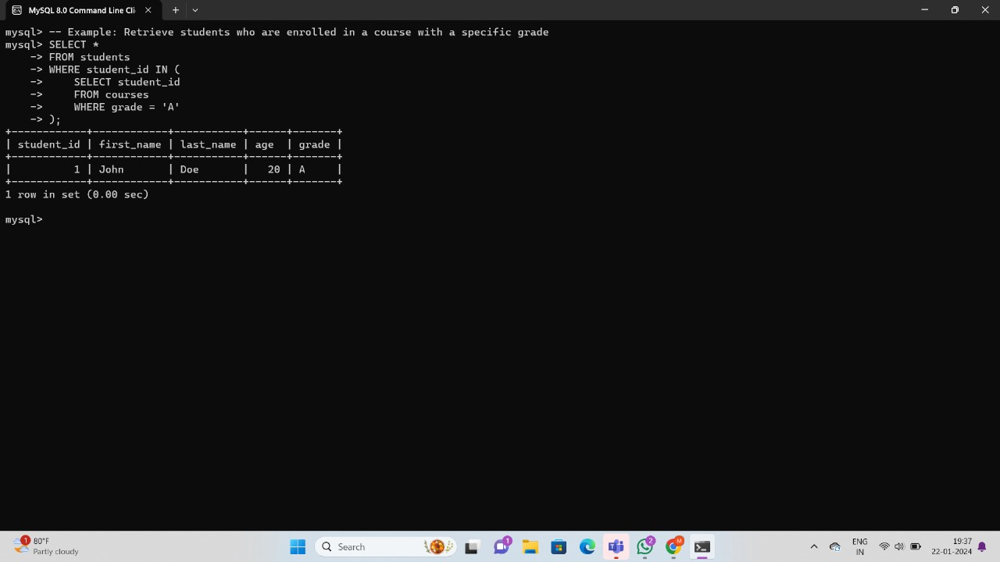 MySQL 8.0 Command Line Cli
mysql> -- Example: Retrieve students who are enrolled in a course with a specific grade
mysql> SELECT *
    -> FROM students
    -> WHERE student_id IN (
    ->     SELECT student_id
    ->     FROM courses
    ->     WHERE grade = 'A'
    -> );
+------------+------------+-----------+------+-------+
| student_id | first_name | last_name | age  | grade |
+------------+------------+-----------+------+-------+
|          1 | John       | Doe       |   20 | A     |
+------------+------------+-----------+------+-------+
1 row in set (0.00 sec)
mysql>
1
80°F
Partly cloudy
Search
1
2
M
ENG
IN
19:37
22-01-2024